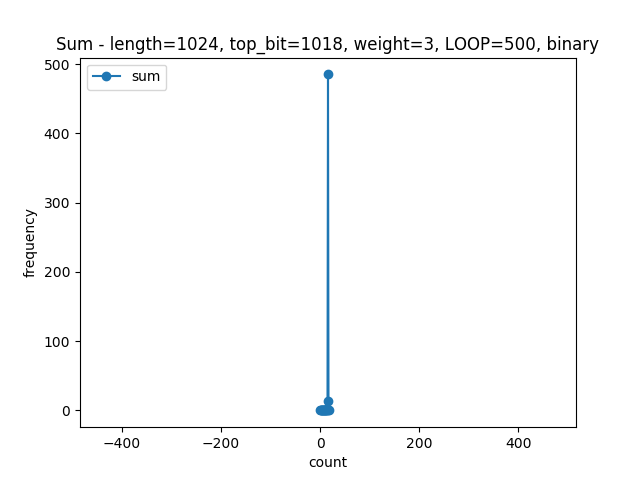 Sum - length=1024, top_bit=1018, weight=3, LOOP=500, binary
sum
frequency
500
400
300
200
100
0
−400
−200
0
200
400
count